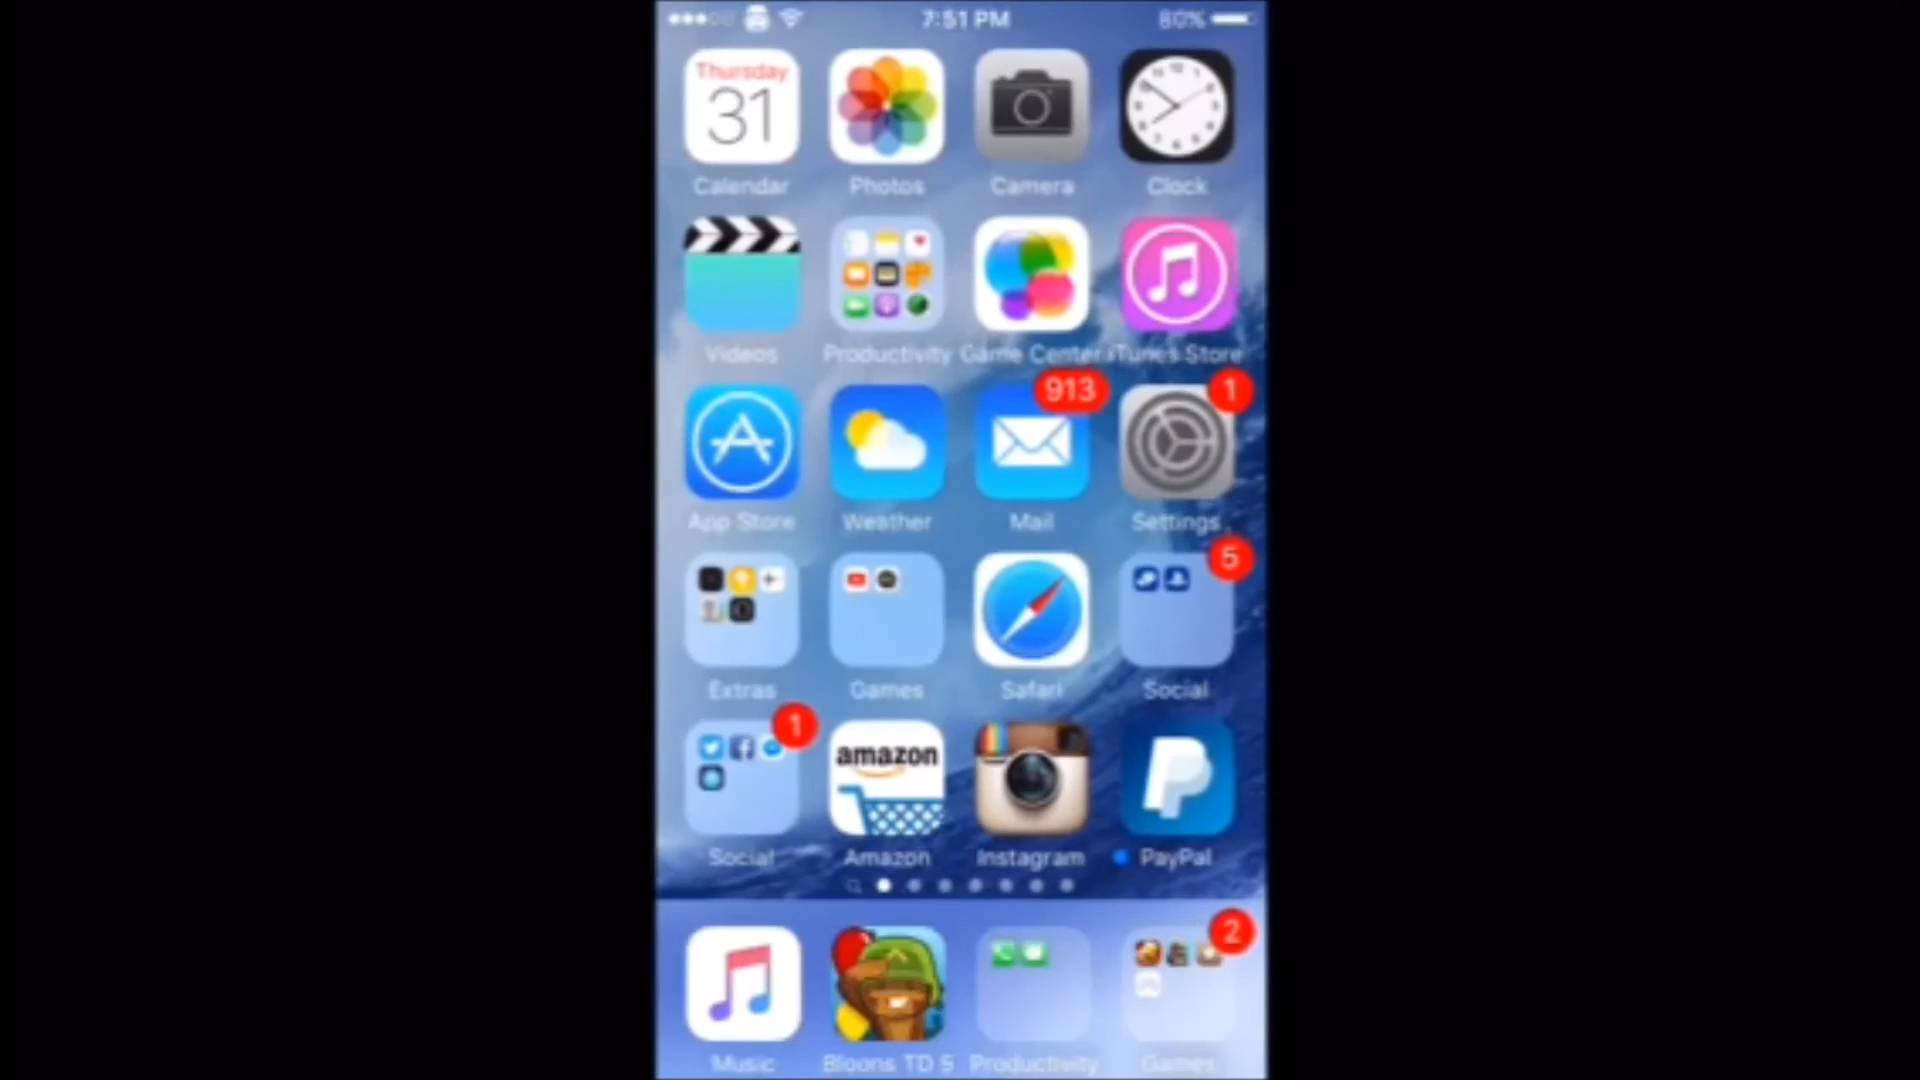 7:51 PM 80%
Thursday
31
Calendar Photos Camera Clock
Videos Productivity Game Center iTunes Store
913 1
App Store Weather Mail Settings
5
Extras Games Safari Social
1
amazon
Social Amazon Instagram PayPal
2
Music Bloons TD 5 Productivity Games